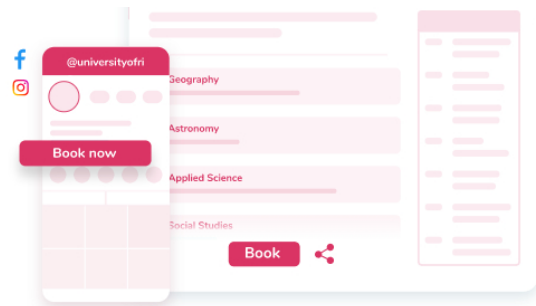 @universityofri
Book now
Geography
Astronomy
Applied Science
Social Studies
Book